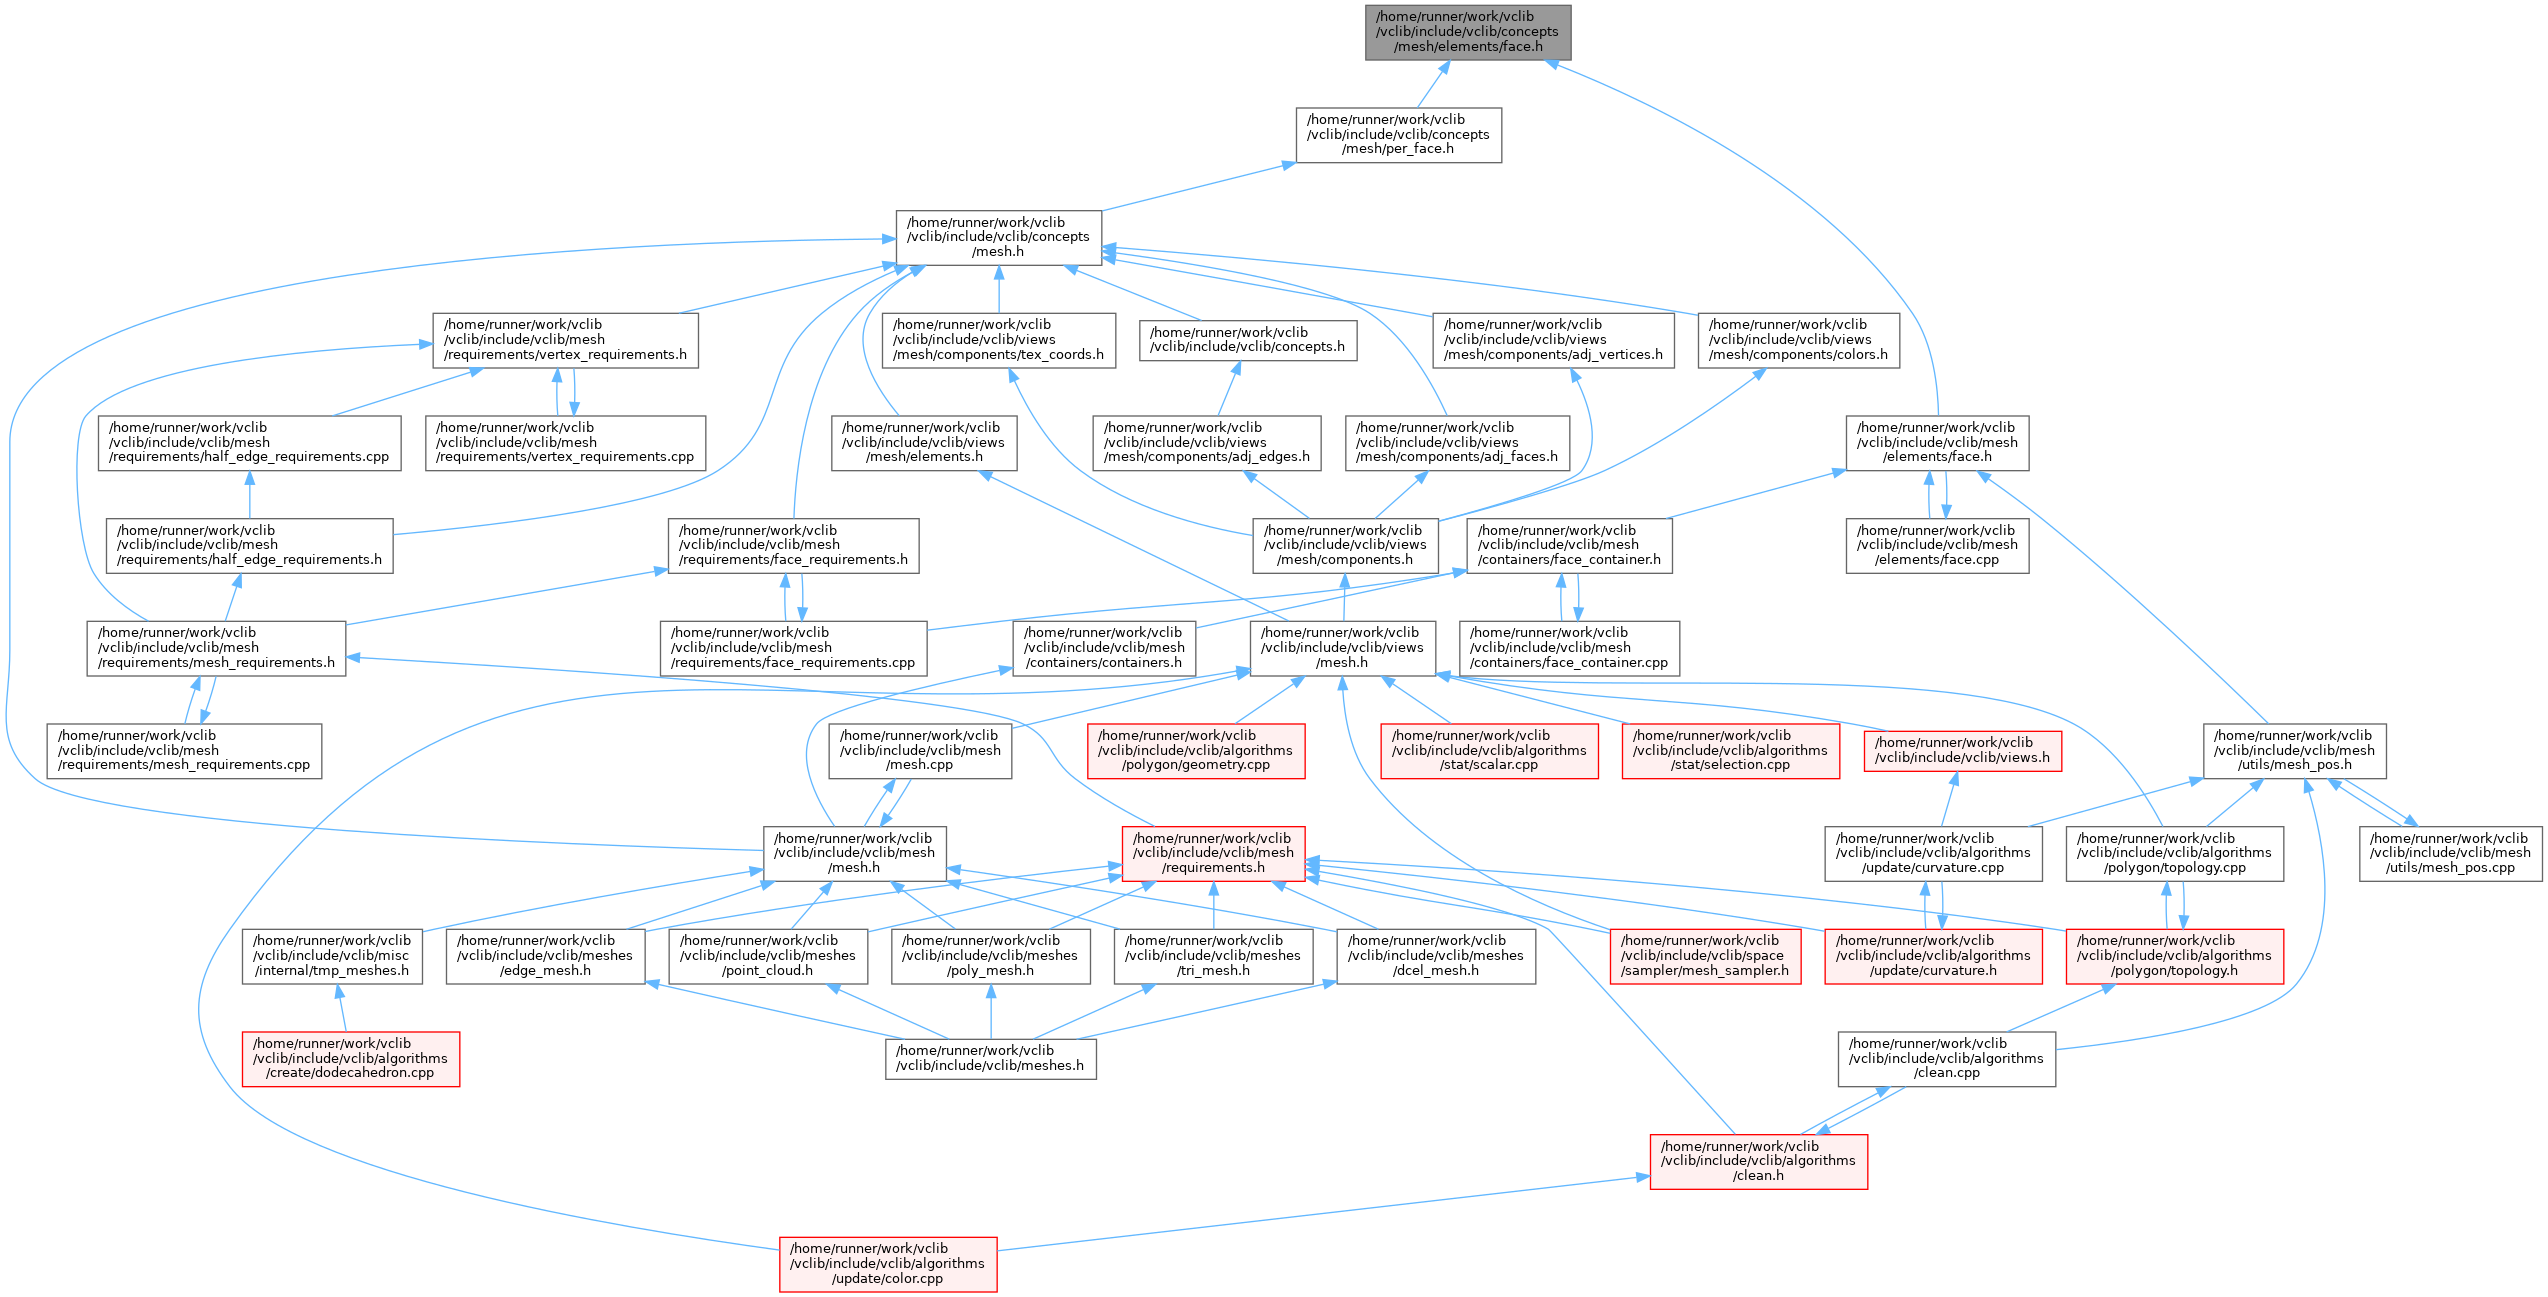 /home/runner/work/vclib
/vclib/include/vclib/concepts
/mesh/elements/face.h
/home/runner/work/vclib
/vclib/include/vclib/concepts
/mesh/per_face.h
/home/runner/work/vclib
/vclib/include/vclib/concepts
/mesh.h
/home/runner/work/vclib
/vclib/include/vclib/mesh
/requirements/vertex_requirements.h
/home/runner/work/vclib
/vclib/include/vclib/views
/mesh/components/tex_coords.h
/home/runner/work/vclib
/vclib/include/vclib/concepts.h
/home/runner/work/vclib
/vclib/include/vclib/views
/mesh/components/adj_vertices.h
/home/runner/work/vclib
/vclib/include/vclib/views
/mesh/components/colors.h
/home/runner/work/vclib
/vclib/include/vclib/mesh
/requirements/half_edge_requirements.cpp
/home/runner/work/vclib
/vclib/include/vclib/mesh
/requirements/vertex_requirements.cpp
/home/runner/work/vclib
/vclib/include/vclib/views
/mesh/elements.h
/home/runner/work/vclib
/vclib/include/vclib/views
/mesh/components/adj_edges.h
/home/runner/work/vclib
/vclib/include/vclib/views
/mesh/components/adj_faces.h
/home/runner/work/vclib
/vclib/include/vclib/mesh
/elements/face.h
/home/runner/work/vclib
/vclib/include/vclib/mesh
/requirements/half_edge_requirements.h
/home/runner/work/vclib
/vclib/include/vclib/mesh
/requirements/face_requirements.h
/home/runner/work/vclib
/vclib/include/vclib/views
/mesh/components.h
/home/runner/work/vclib
/vclib/include/vclib/mesh
/containers/face_container.h
/home/runner/work/vclib
/vclib/include/vclib/mesh
/elements/face.cpp
/home/runner/work/vclib
/vclib/include/vclib/mesh
/requirements/mesh_requirements.h
/home/runner/work/vclib
/vclib/include/vclib/mesh
/requirements/face_requirements.cpp
/home/runner/work/vclib
/vclib/include/vclib/mesh
/containers/containers.h
/home/runner/work/vclib
/vclib/include/vclib/views
/mesh.h
/home/runner/work/vclib
/vclib/include/vclib/mesh
/containers/face_container.cpp
/home/runner/work/vclib
/vclib/include/vclib/mesh
/requirements/mesh_requirements.cpp
/home/runner/work/vclib
/vclib/include/vclib/mesh
/mesh.cpp
/home/runner/work/vclib
/vclib/include/vclib/algorithms
/polygon/geometry.cpp
/home/runner/work/vclib
/vclib/include/vclib/algorithms
/stat/scalar.cpp
/home/runner/work/vclib
/vclib/include/vclib/algorithms
/stat/selection.cpp
/home/runner/work/vclib
/vclib/include/vclib/views.h
/home/runner/work/vclib
/vclib/include/vclib/mesh
/utils/mesh_pos.h
/home/runner/work/vclib
/vclib/include/vclib/mesh
/mesh.h
/home/runner/work/vclib
/vclib/include/vclib/mesh
/requirements.h
/home/runner/work/vclib
/vclib/include/vclib/algorithms
/update/curvature.cpp
/home/runner/work/vclib
/vclib/include/vclib/algorithms
/polygon/topology.cpp
/home/runner/work/vclib
/vclib/include/vclib/mesh
/utils/mesh_pos.cpp
/home/runner/work/vclib
/vclib/include/vclib/misc
/internal/tmp_meshes.h
/home/runner/work/vclib
/vclib/include/vclib/meshes
/edge_mesh.h
/home/runner/work/vclib
/vclib/include/vclib/meshes
/point_cloud.h
/home/runner/work/vclib
/vclib/include/vclib/meshes
/poly_mesh.h
/home/runner/work/vclib
/vclib/include/vclib/meshes
/tri_mesh.h
/home/runner/work/vclib
/vclib/include/vclib/meshes
/dcel_mesh.h
/home/runner/work/vclib
/vclib/include/vclib/space
/sampler/mesh_sampler.h
/home/runner/work/vclib
/vclib/include/vclib/algorithms
/update/curvature.h
/home/runner/work/vclib
/vclib/include/vclib/algorithms
/polygon/topology.h
/home/runner/work/vclib
/vclib/include/vclib/algorithms
/create/dodecahedron.cpp
/home/runner/work/vclib
/vclib/include/vclib/meshes.h
/home/runner/work/vclib
/vclib/include/vclib/algorithms
/clean.cpp
/home/runner/work/vclib
/vclib/include/vclib/algorithms
/clean.h
/home/runner/work/vclib
/vclib/include/vclib/algorithms
/update/color.cpp